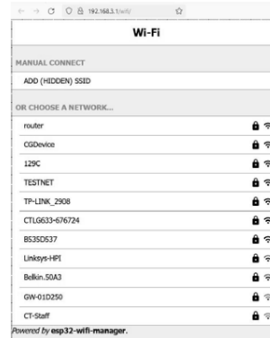 192.168.3.1/wifi/
Wi-Fi
MANUAL CONNECT
ADD (HIDDEN) SSID
OR CHOOSE A NETWORK...
router
CGDevice
129C
TESTNET
TP-LINK_2908
CTLG633-676724
B535D537
Linksys-HPI
Belkin.50A3
GW-01D250
CT-Staff
Powered by esp32-wifi-manager.